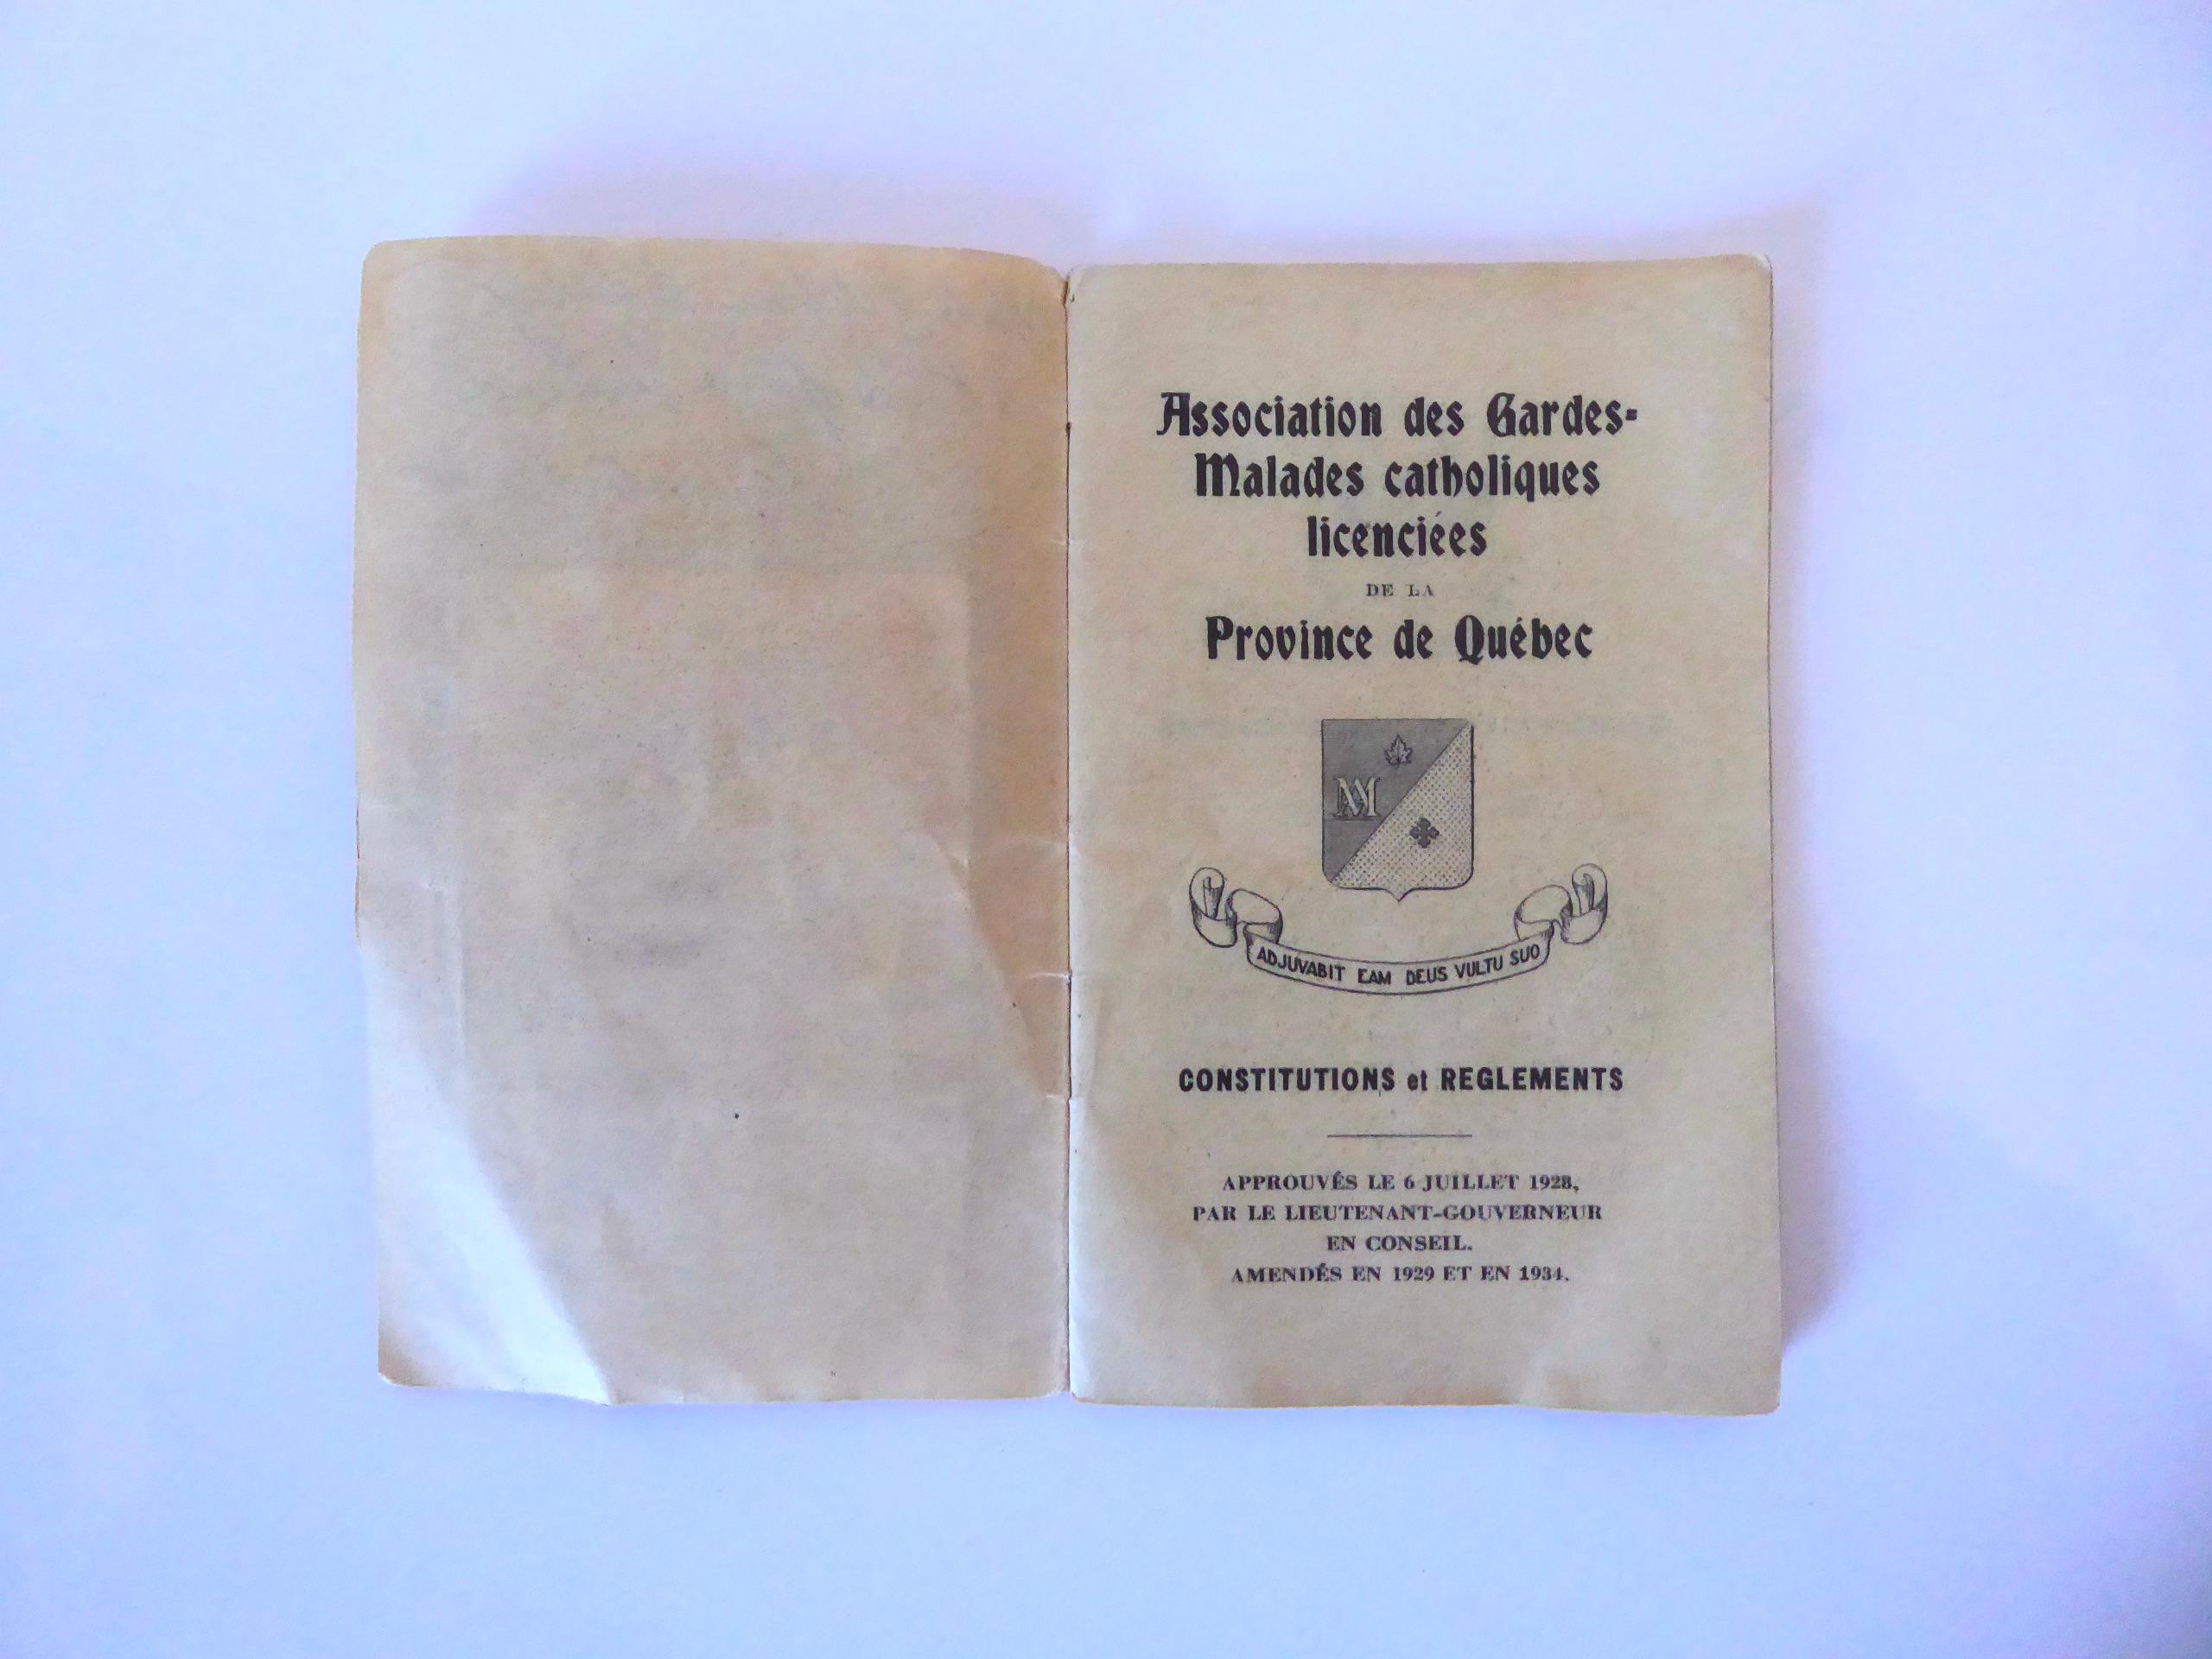 Association des Gardes-
Malades catholiques
licenciées
DE LA
Province de Québec
ADJUVABIT EAM DEUS VULTU SUO
CONSTITUTIONS et REGLEMENTS
APPROUVÉS LE 6 JUILLET 1928,
PAR LE LIEUTENANT-GOUVERNEUR
EN CONSEIL.
AMENDÉS EN 1929 ET EN 1934.